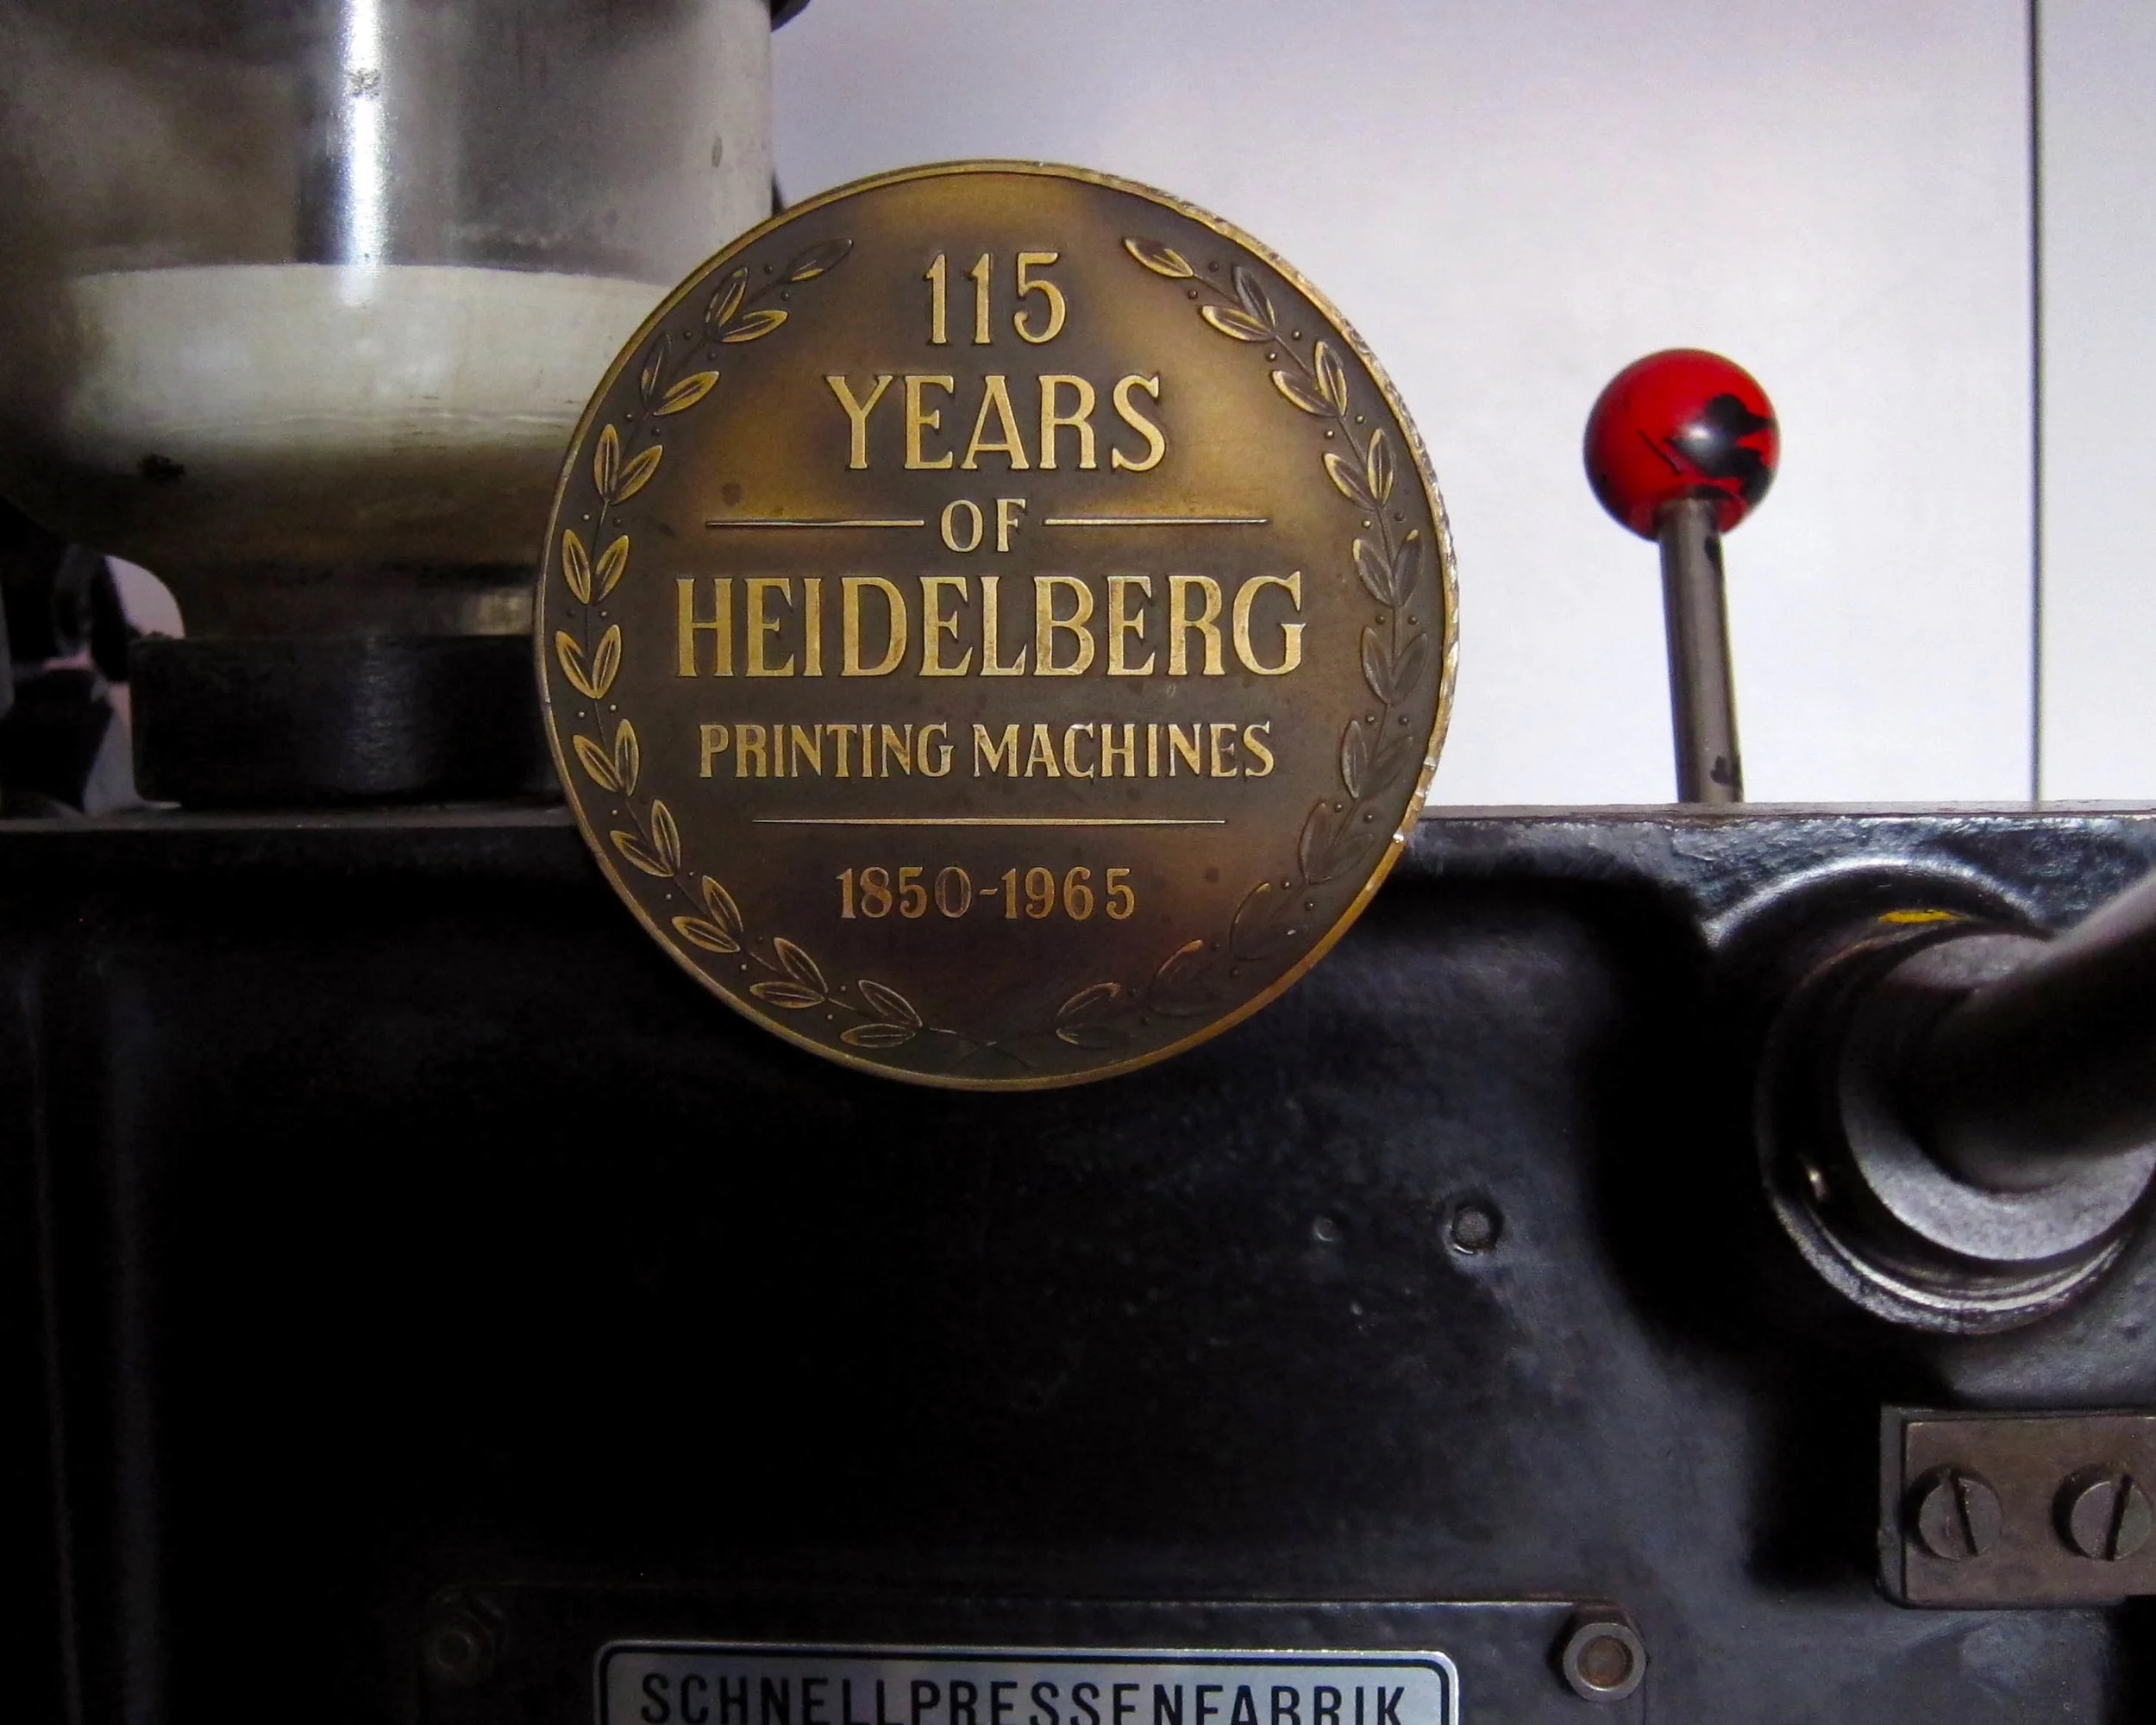 115
YEARS
OF
HEIDELBERG
PRINTING MACHINES
1850-1965
SCHNELLPRESSENFABRIK